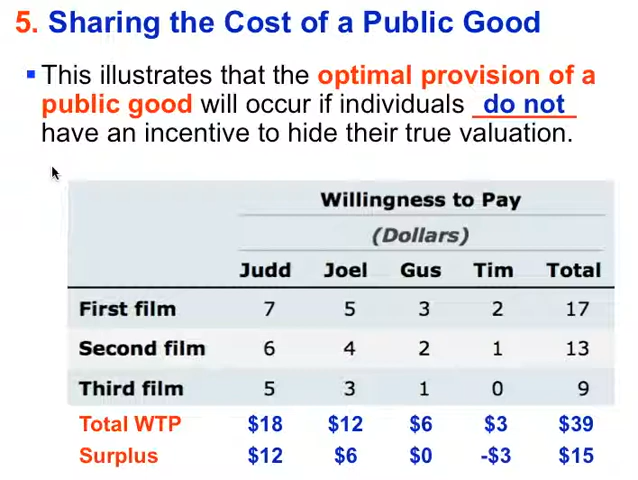 5. Sharing the Cost of a Public Good
▪ This illustrates that the optimal provision of a
public good will occur if individuals do not
have an incentive to hide their true valuation.
Willingness to Pay
(Dollars)
Judd Joel Gus Tim Total
First film 7 5 3 2 17
Second film 6 4 2 1 13
Third film 5 3 1 0 9
Total WTP $18 $12 $6 $3 $39
Surplus $12 $6 $0 -$3 $15